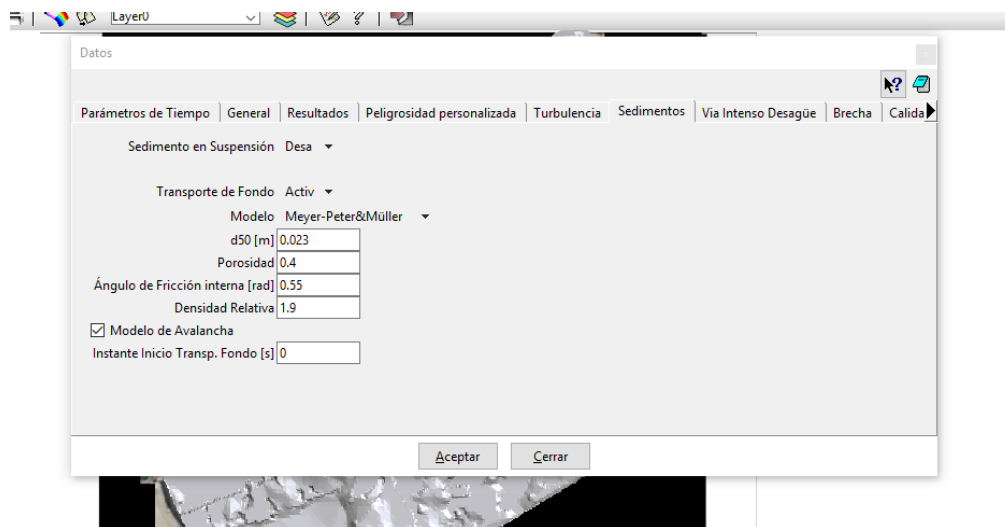 Layer0
Datos
Parámetros de Tiempo General Resultados Peligrosidad personalizada Turbulencia Sedimentos Via Intenso Desagüe Brecha Calida
Sedimento en Suspensión Desa
Transporte de Fondo Activ
Modelo Meyer-Peter&Müller
d50 [m] 0.023
Porosidad 0.4
Ángulo de Fricción interna [rad] 0.55
Densidad Relativa 1.9
Modelo de Avalancha
Instante Inicio Transp. Fondo [s] 0
Aceptar Cerrar